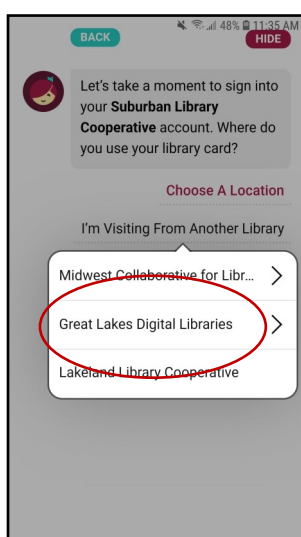 48% 11:35 AM
BACK
HIDE
Let's take a moment to sign into
your Suburban Library
Cooperative account. Where do
you use your library card?
Choose A Location
I'm Visiting From Another Library
Midwest Collaborative for Libr...
Great Lakes Digital Libraries
Lakeland Library Cooperative